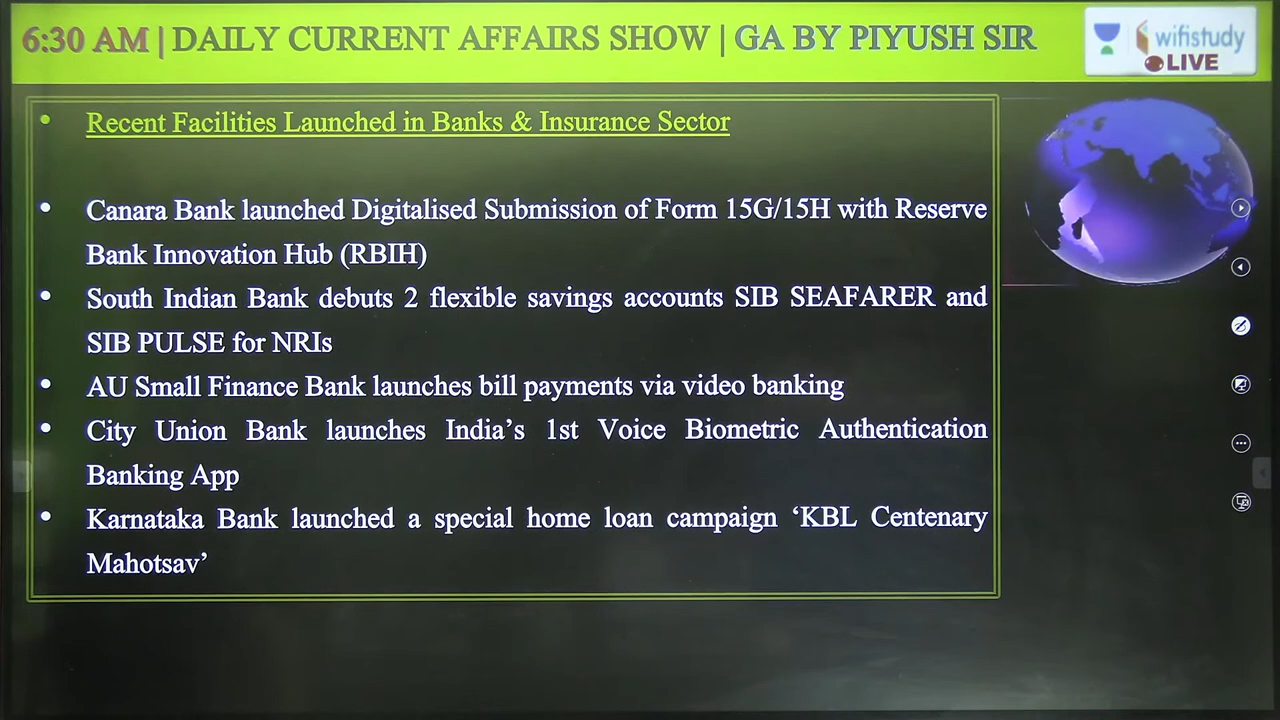 6:30 AM | DAILY CURRENT AFFAIRS SHOW | GA BY PIYUSH SIR
wifistudy
LIVE
• Recent Facilities Launched in Banks & Insurance Sector
• Canara Bank launched Digitalised Submission of Form 15G/15H with Reserve
Bank Innovation Hub (RBIH)
• South Indian Bank debuts 2 flexible savings accounts SIB SEAFARER and
SIB PULSE for NRIs
• AU Small Finance Bank launches bill payments via video banking
• City Union Bank launches India’s 1st Voice Biometric Authentication
Banking App
• Karnataka Bank launched a special home loan campaign ‘KBL Centenary
Mahotsav’